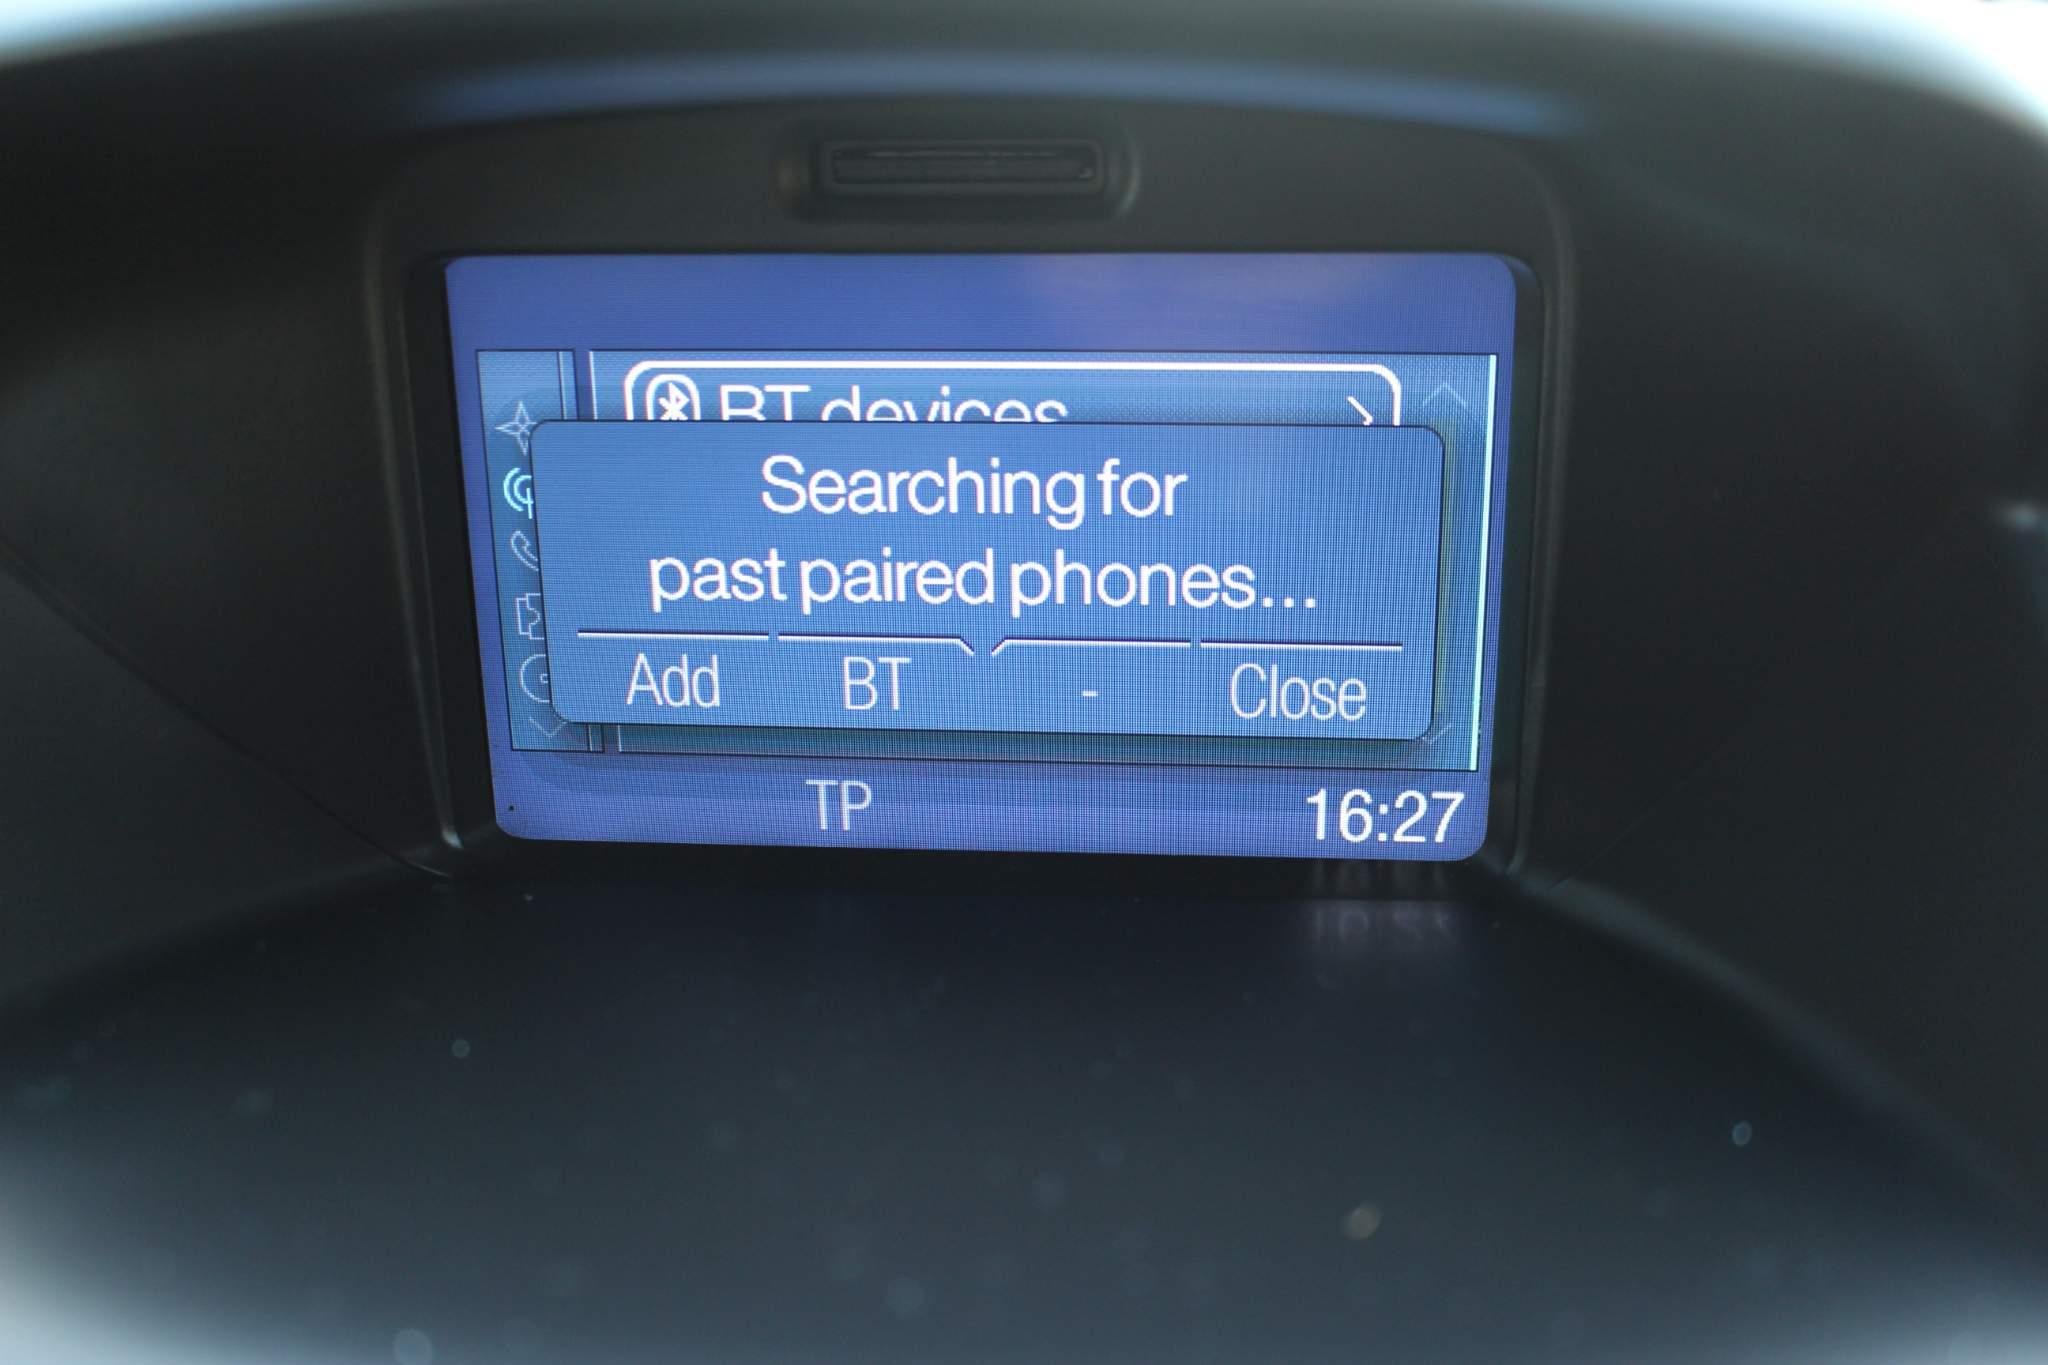 BT devices
Searching for
past paired phones...
Add BT - Close
TP 16:27